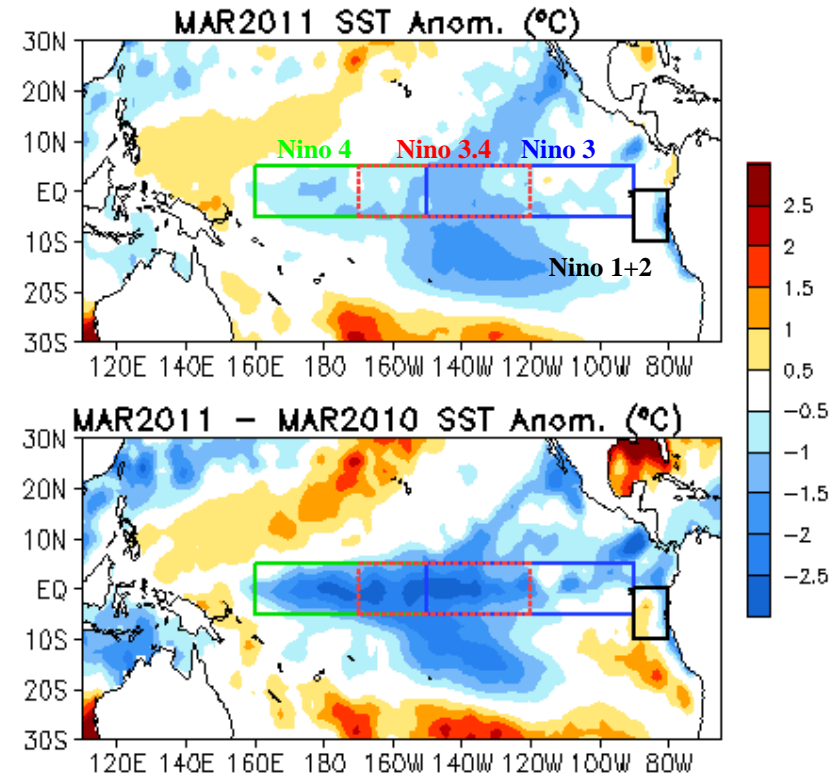 MAR2011 SST Anom. (°C)
30N
20N
10N
EQ
10S
20S
30S
Nino 4 Nino 3.4 Nino 3
Nino 1+2
120E 140E 160E 180 160W 140W 120W 100W 80W
MAR2011 - MAR2010 SST Anom. (°C)
30N
20N
10N
EQ
10S
20S
30S
120E 140E 160E 180 160W 140W 120W 100W 80W
2.5
2
1.5
1
0.5
-0.5
-1
-1.5
-2
-2.5